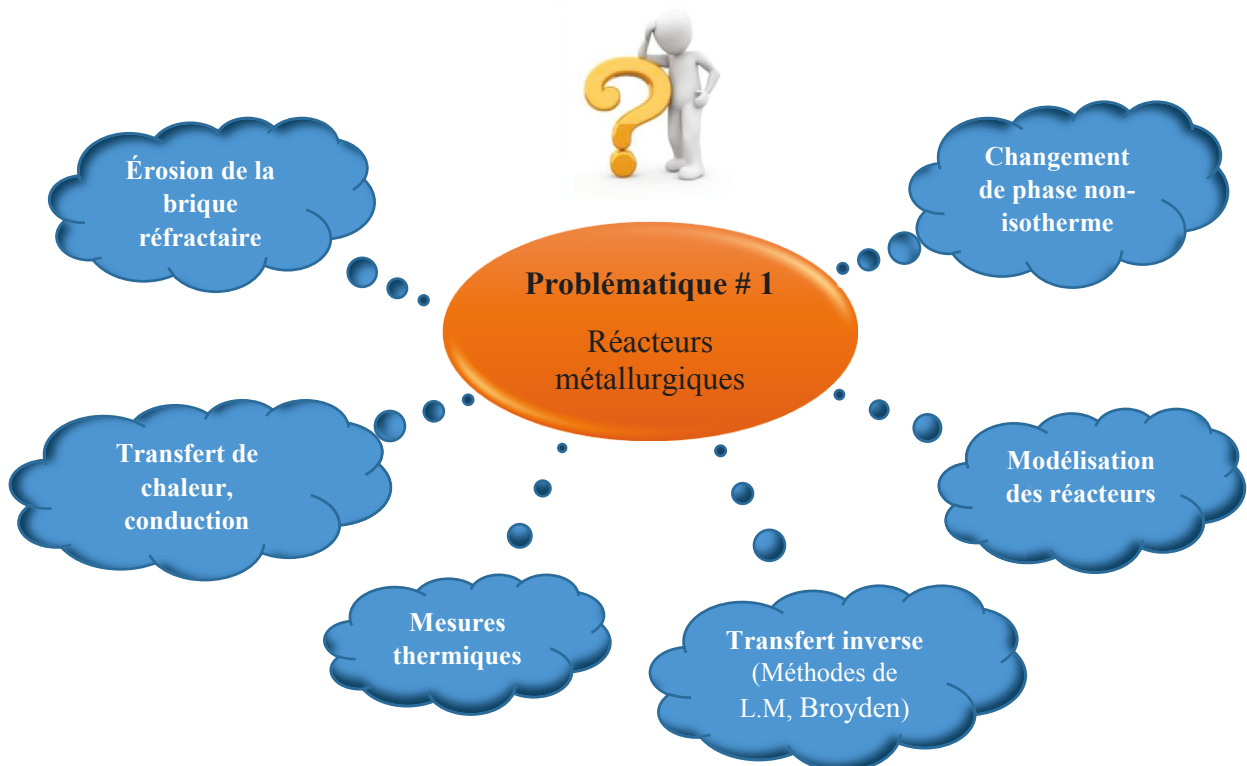 Érosion de la
brique
réfractaire
Changement
de phase non-
isotherme
Problématique # 1
Réacteurs
métallurgiques
Transfert de
chaleur,
conduction
Modélisation
des réacteurs
Mesures
thermiques
Transfert inverse
(Méthodes de
L.M, Broyden)